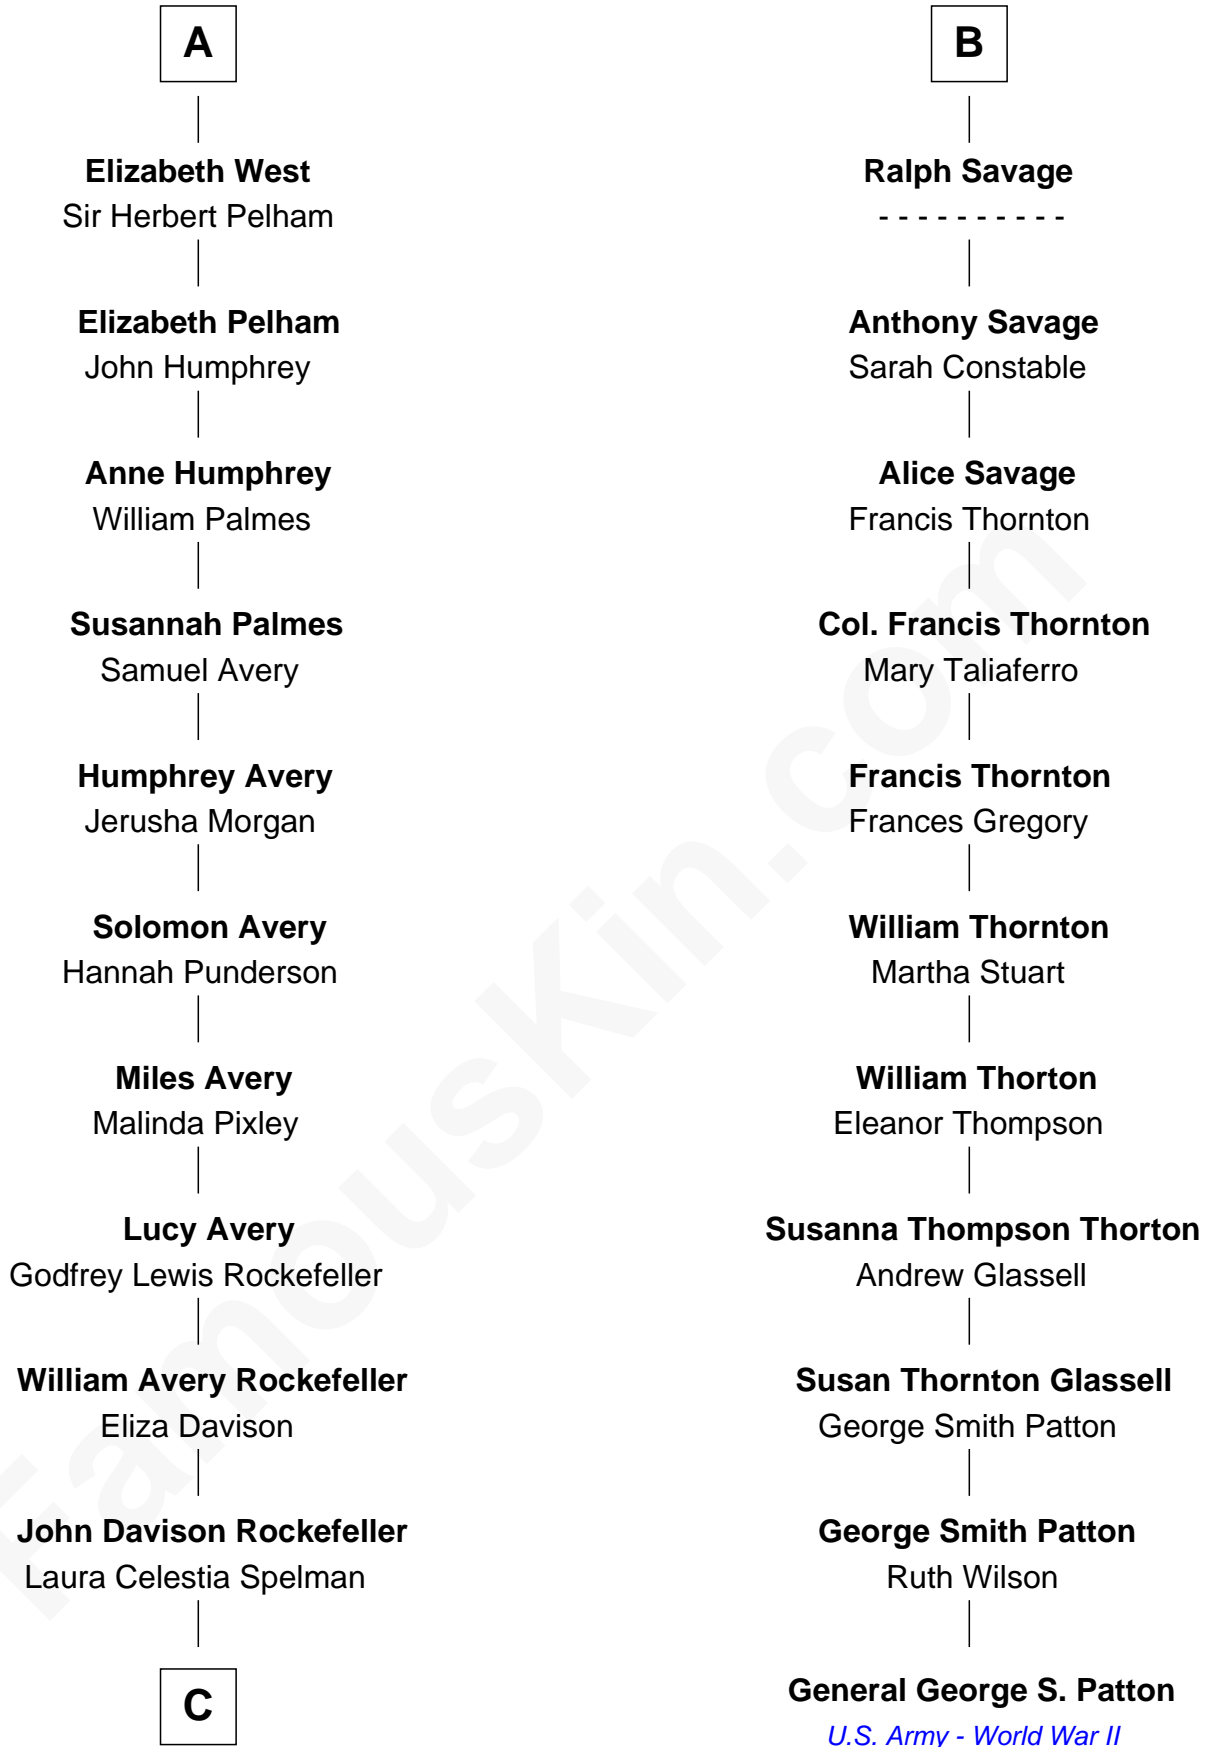 A
Elizabeth West
Sir Herbert Pelham
Elizabeth Pelham
John Humphrey
Anne Humphrey
William Palmes
Susannah Palmes
Samuel Avery
Humphrey Avery
Jerusha Morgan
Solomon Avery
Hannah Punderson
Miles Avery
Malinda Pixley
Lucy Avery
Godfrey Lewis Rockefeller
William Avery Rockefeller
Eliza Davison
John Davison Rockefeller
Laura Celestia Spelman
C
B
Ralph Savage
- - - - - - - - - -
Anthony Savage
Sarah Constable
Alice Savage
Francis Thornton
Col. Francis Thornton
Mary Taliaferro
Francis Thornton
Frances Gregory
William Thornton
Martha Stuart
William Thorton
Eleanor Thompson
Susanna Thompson Thorton
Andrew Glassell
Susan Thornton Glassell
George Smith Patton
George Smith Patton
Ruth Wilson
General George S. Patton
U.S. Army - World War II
FamousKin.com